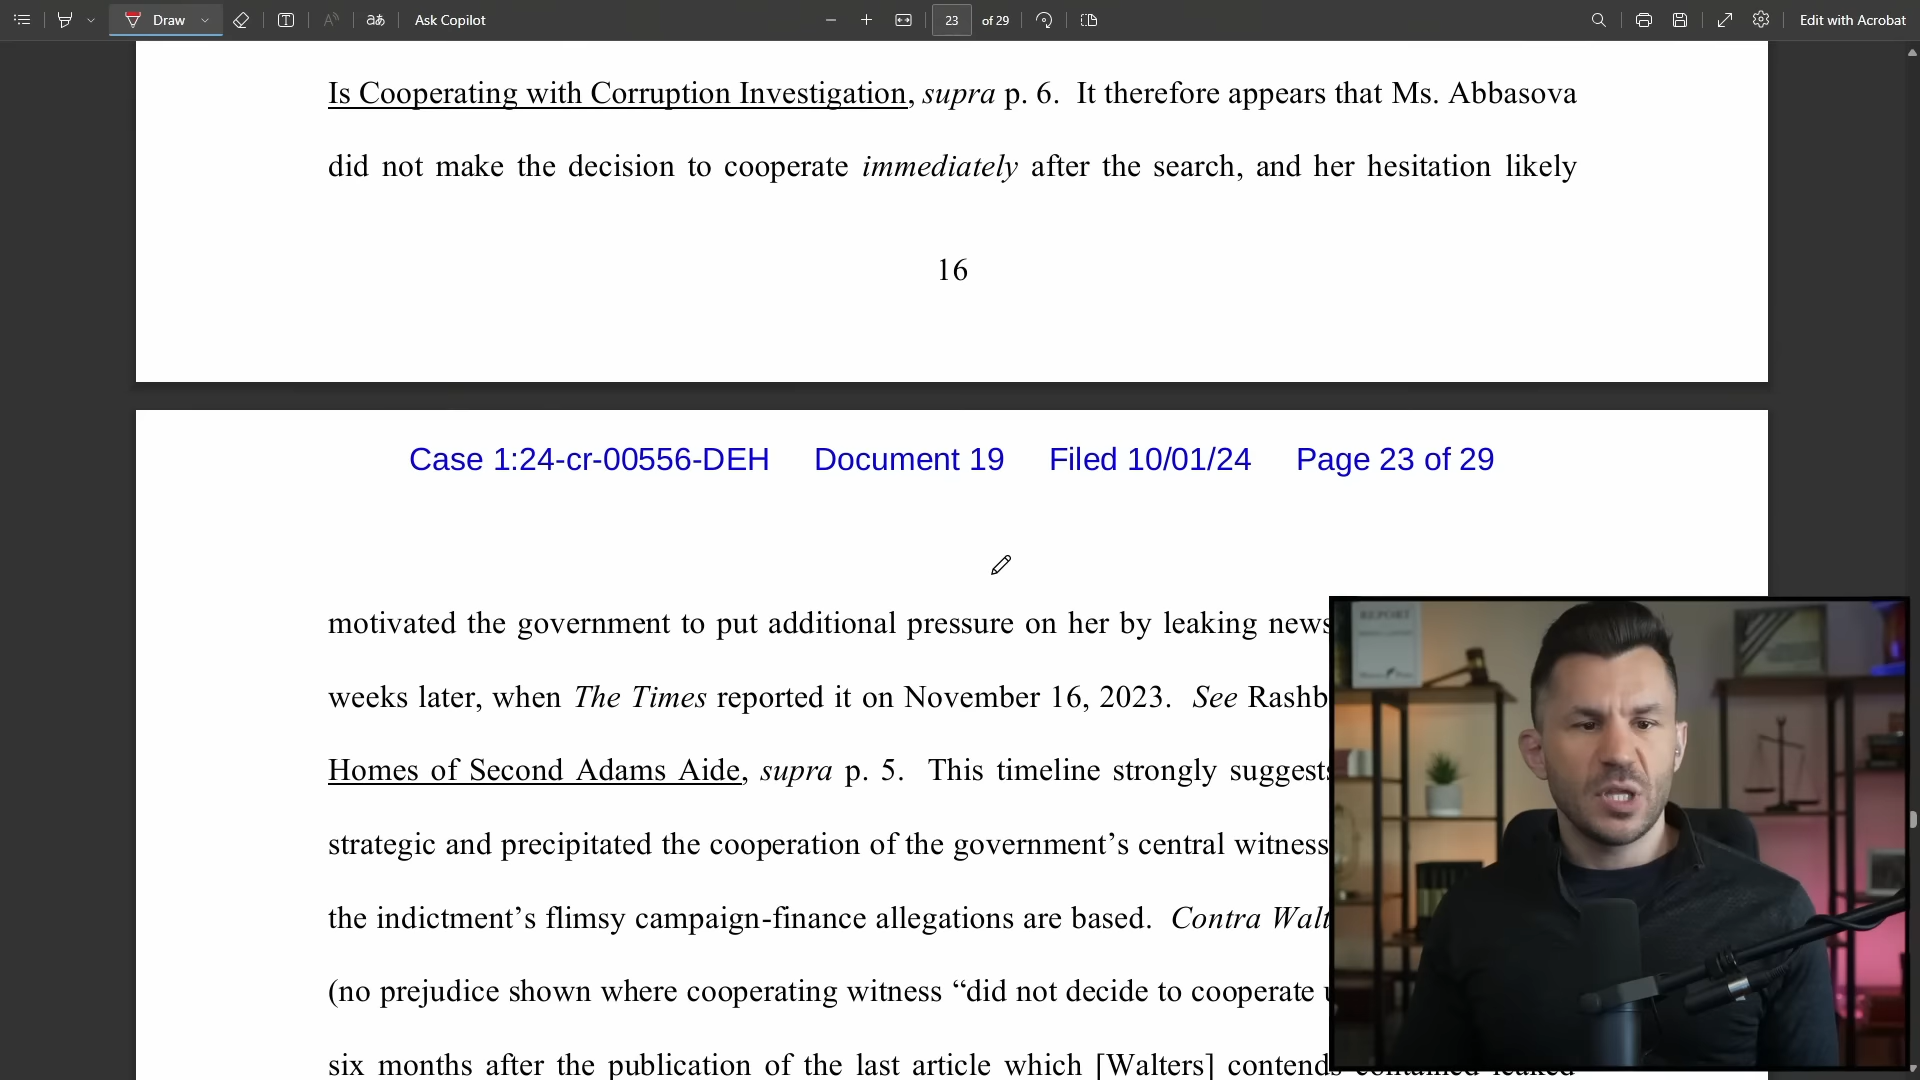 Draw
Ask Copilot
23 of 29
Edit with Acrobat
Is Cooperating with Corruption Investigation, supra p. 6. It therefore appears that Ms. Abbasova
did not make the decision to cooperate immediately after the search, and her hesitation likely
16
Case 1:24-cr-00556-DEH Document 19 Filed 10/01/24 Page 23 of 29
motivated the government to put additional pressure on her by leaking news
weeks later, when The Times reported it on November 16, 2023. See Rashb
Homes of Second Adams Aide, supra p. 5. This timeline strongly suggests
strategic and precipitated the cooperation of the government’s central witness
the indictment’s flimsy campaign-finance allegations are based. Contra Walt
(no prejudice shown where cooperating witness “did not decide to cooperate
six months after the publication of the last article which [Walters] contends contained leaked
REPORT